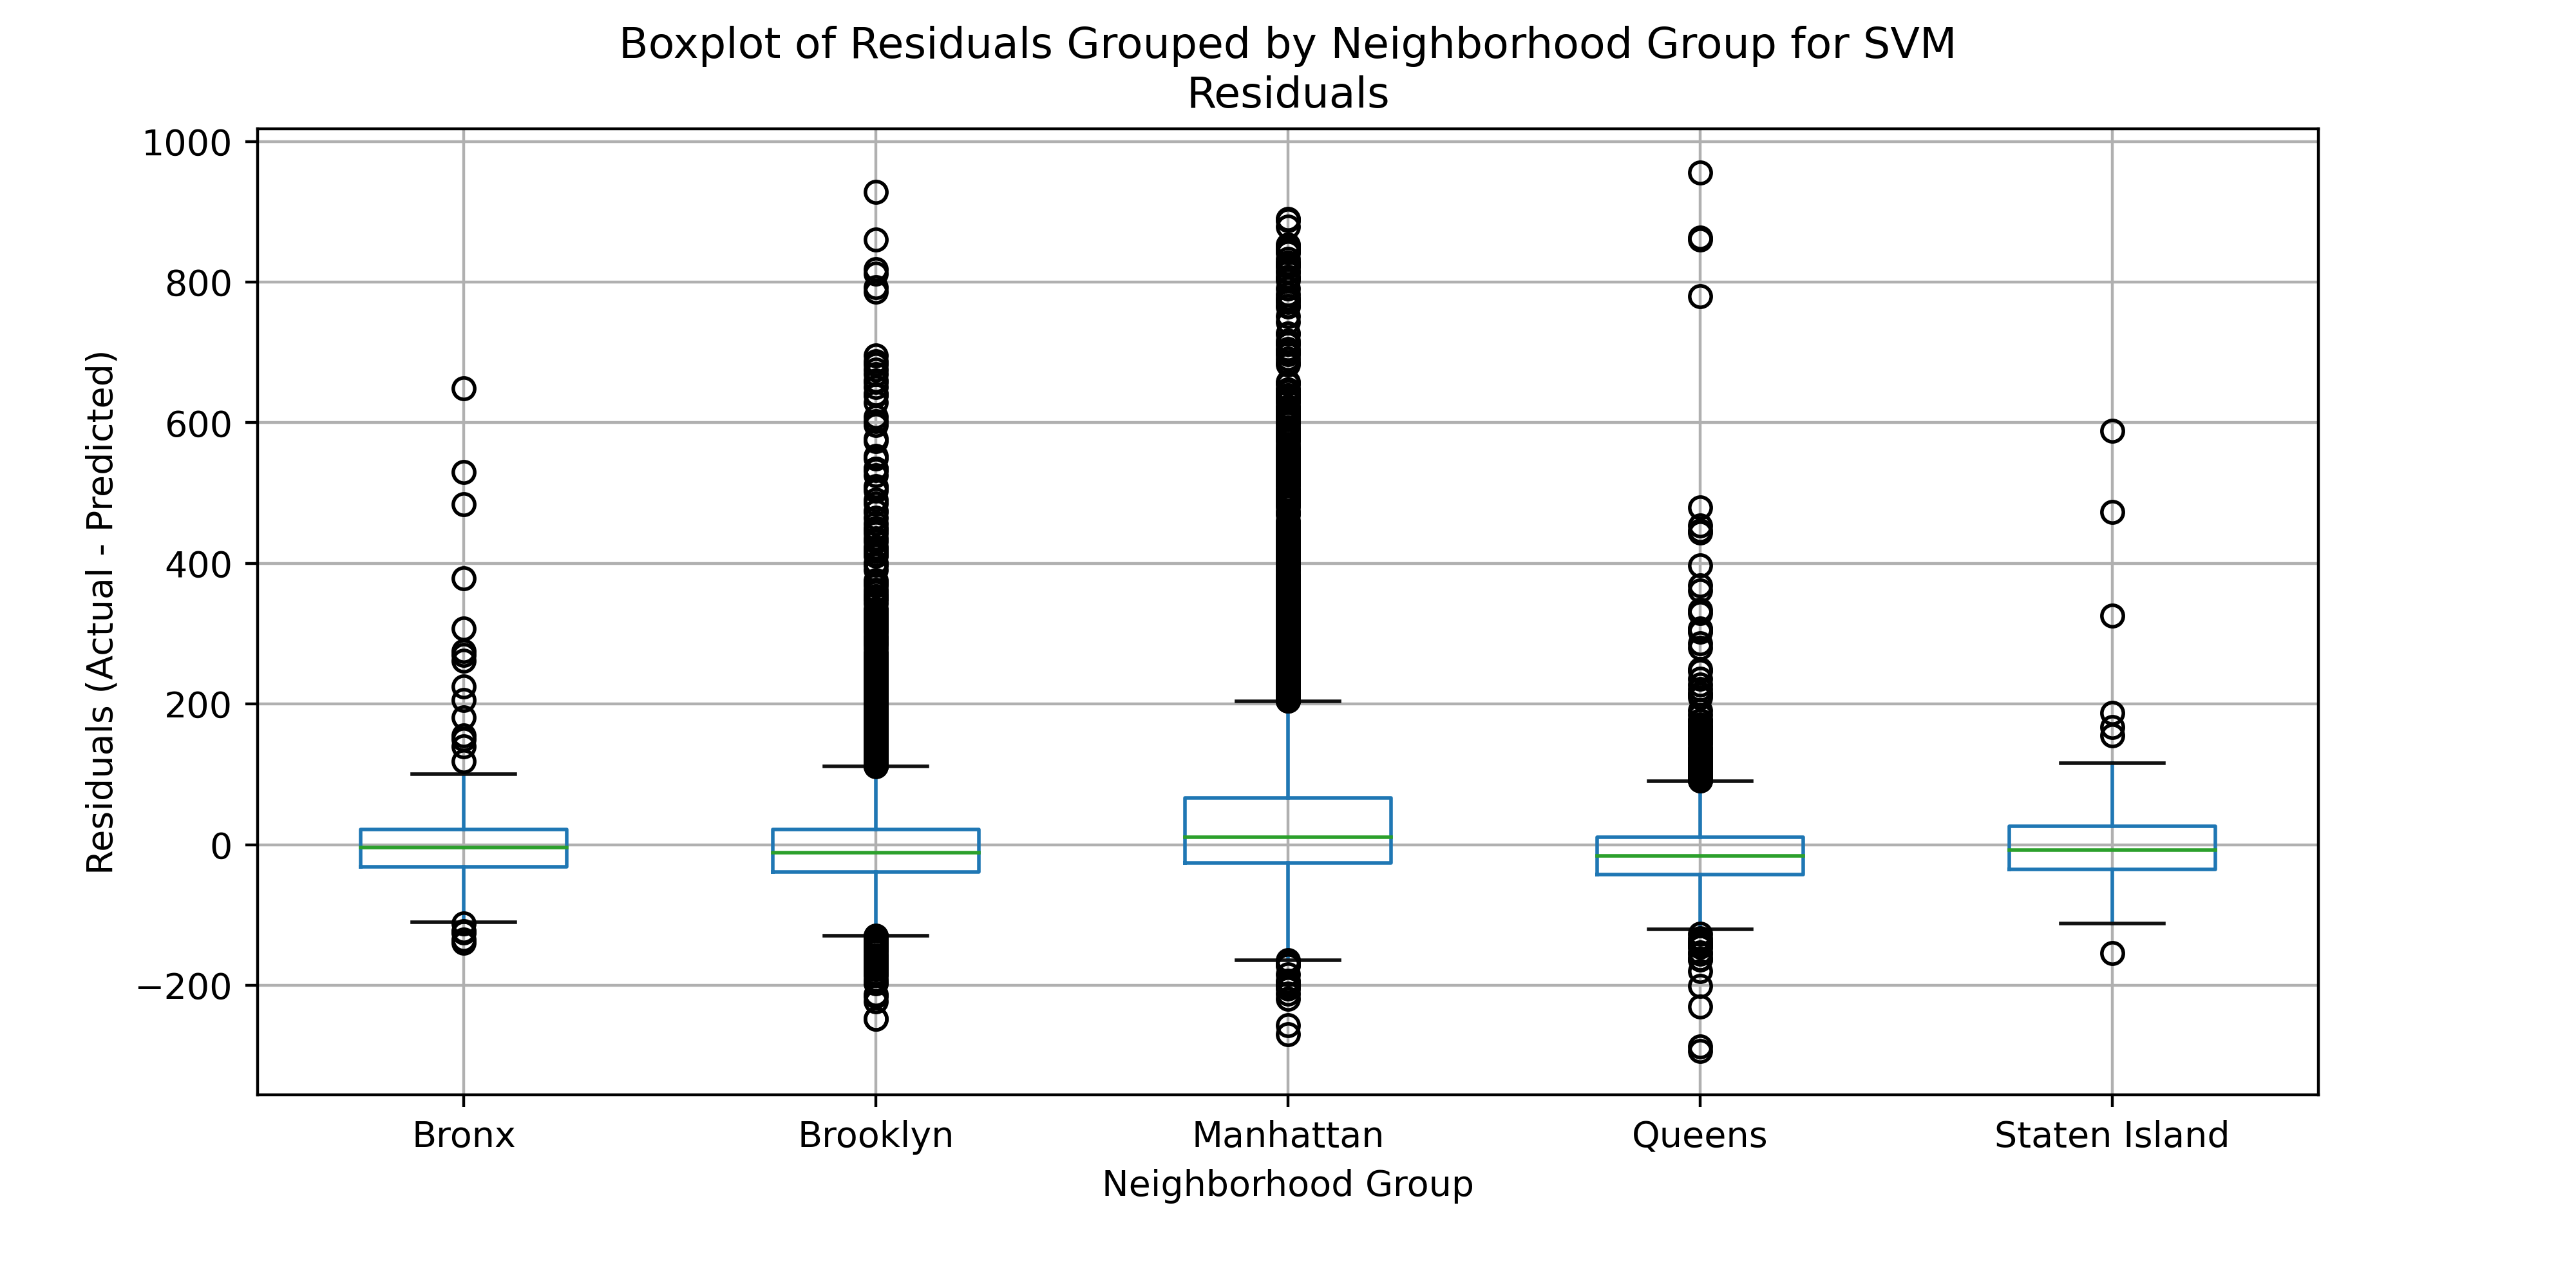 Boxplot of Residuals Grouped by Neighborhood Group for SVM
Residuals
Residuals (Actual - Predicted)
1000
800
600
400
200
0
−200
Bronx
Brooklyn
Manhattan
Queens
Staten Island
Neighborhood Group